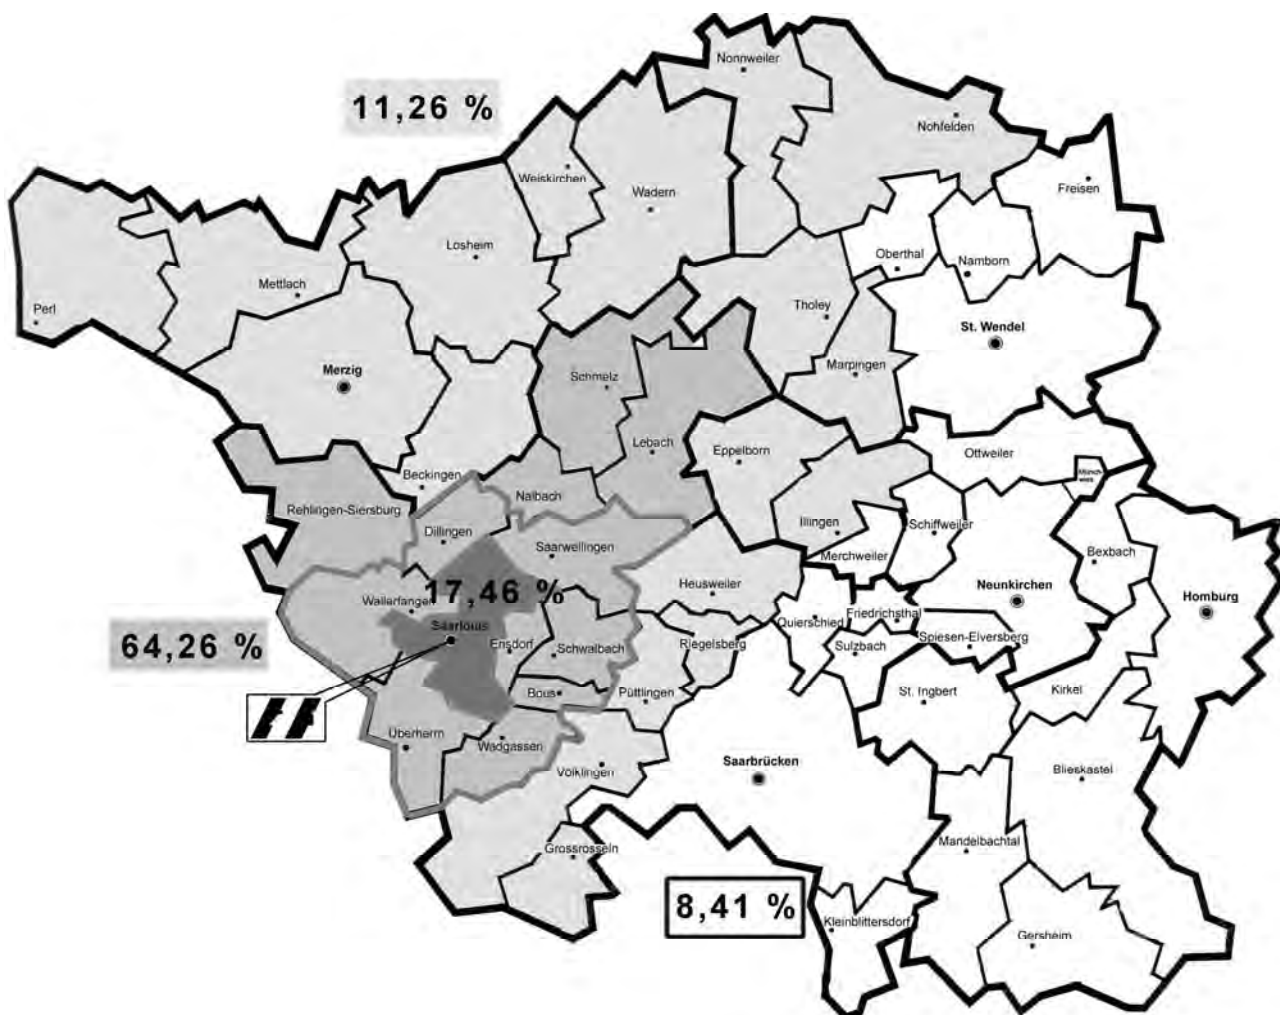 Nonnweiler
11,26 %
Nohfelden
Weiskirchen
Wadern
Freisen
Losheim
Oberthal
Namborn
Mettlach
Perl
Tholey
St. Wendel
Merzig
Schmelz
Marpingen
Lebach
Eppelborn
Ottweiler
Beckingen
Nalbach
Rehlingen-Siersburg
Dillingen
Illingen
Schiffweiler
Saarwellingen
Merchweiler
Bexbach
17,46 %
Heusweiler
Neunkirchen
Homburg
Wallerfangen
Friedrichsthal
Quierschied
Saarlouis
64,26 %
Ensdorf
Schwalbach
Riegelsberg
Sulzbach
Spiesen-Elversberg
Bous
Püttlingen
St. Ingbert
Kirkel
Überherrn
Wadgassen
Völklingen
Saarbrücken
Blieskastel
Grossrosseln
Mandelbachtal
8,41 %
Kleinblittersdorf
Gersheim